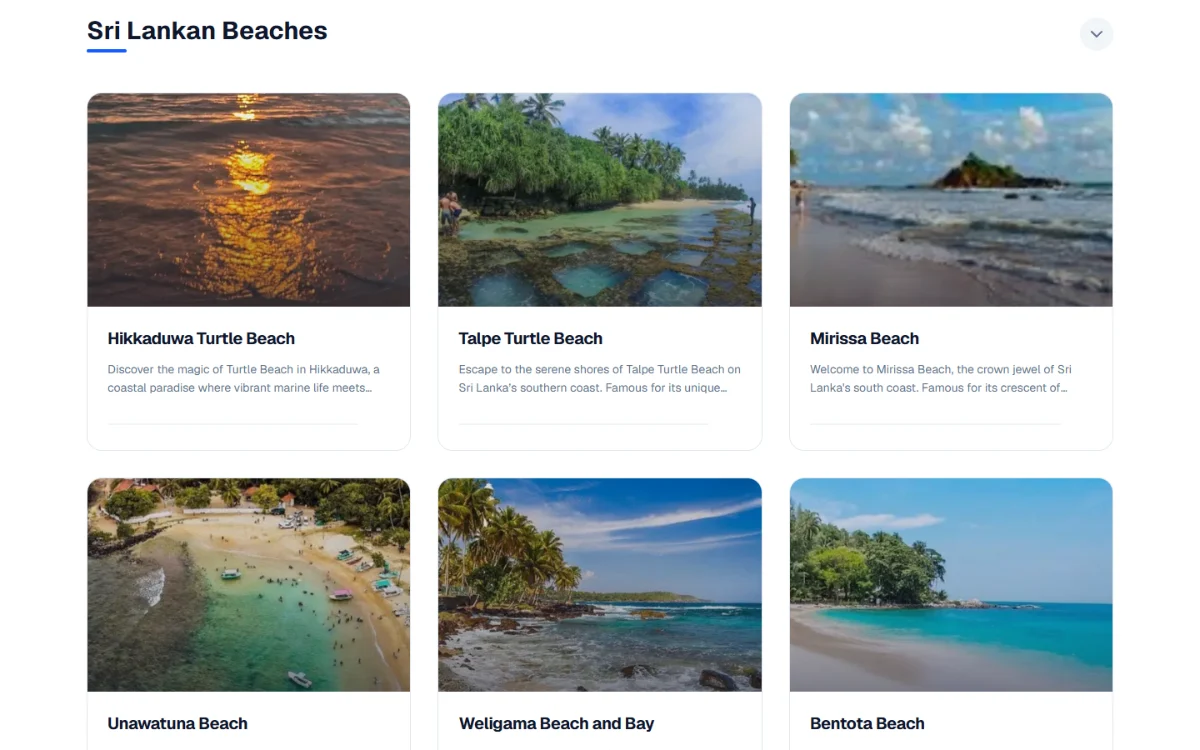 Sri Lankan Beaches
Hikkaduwa Turtle Beach
Discover the magic of Turtle Beach in Hikkaduwa, a
coastal paradise where vibrant marine life meets...
Talpe Turtle Beach
Escape to the serene shores of Talpe Turtle Beach on
Sri Lanka's southern coast. Famous for its unique...
Mirissa Beach
Welcome to Mirissa Beach, the crown jewel of Sri
Lanka's south coast. Famous for its crescent of...
Unawatuna Beach
Weligama Beach and Bay
Bentota Beach